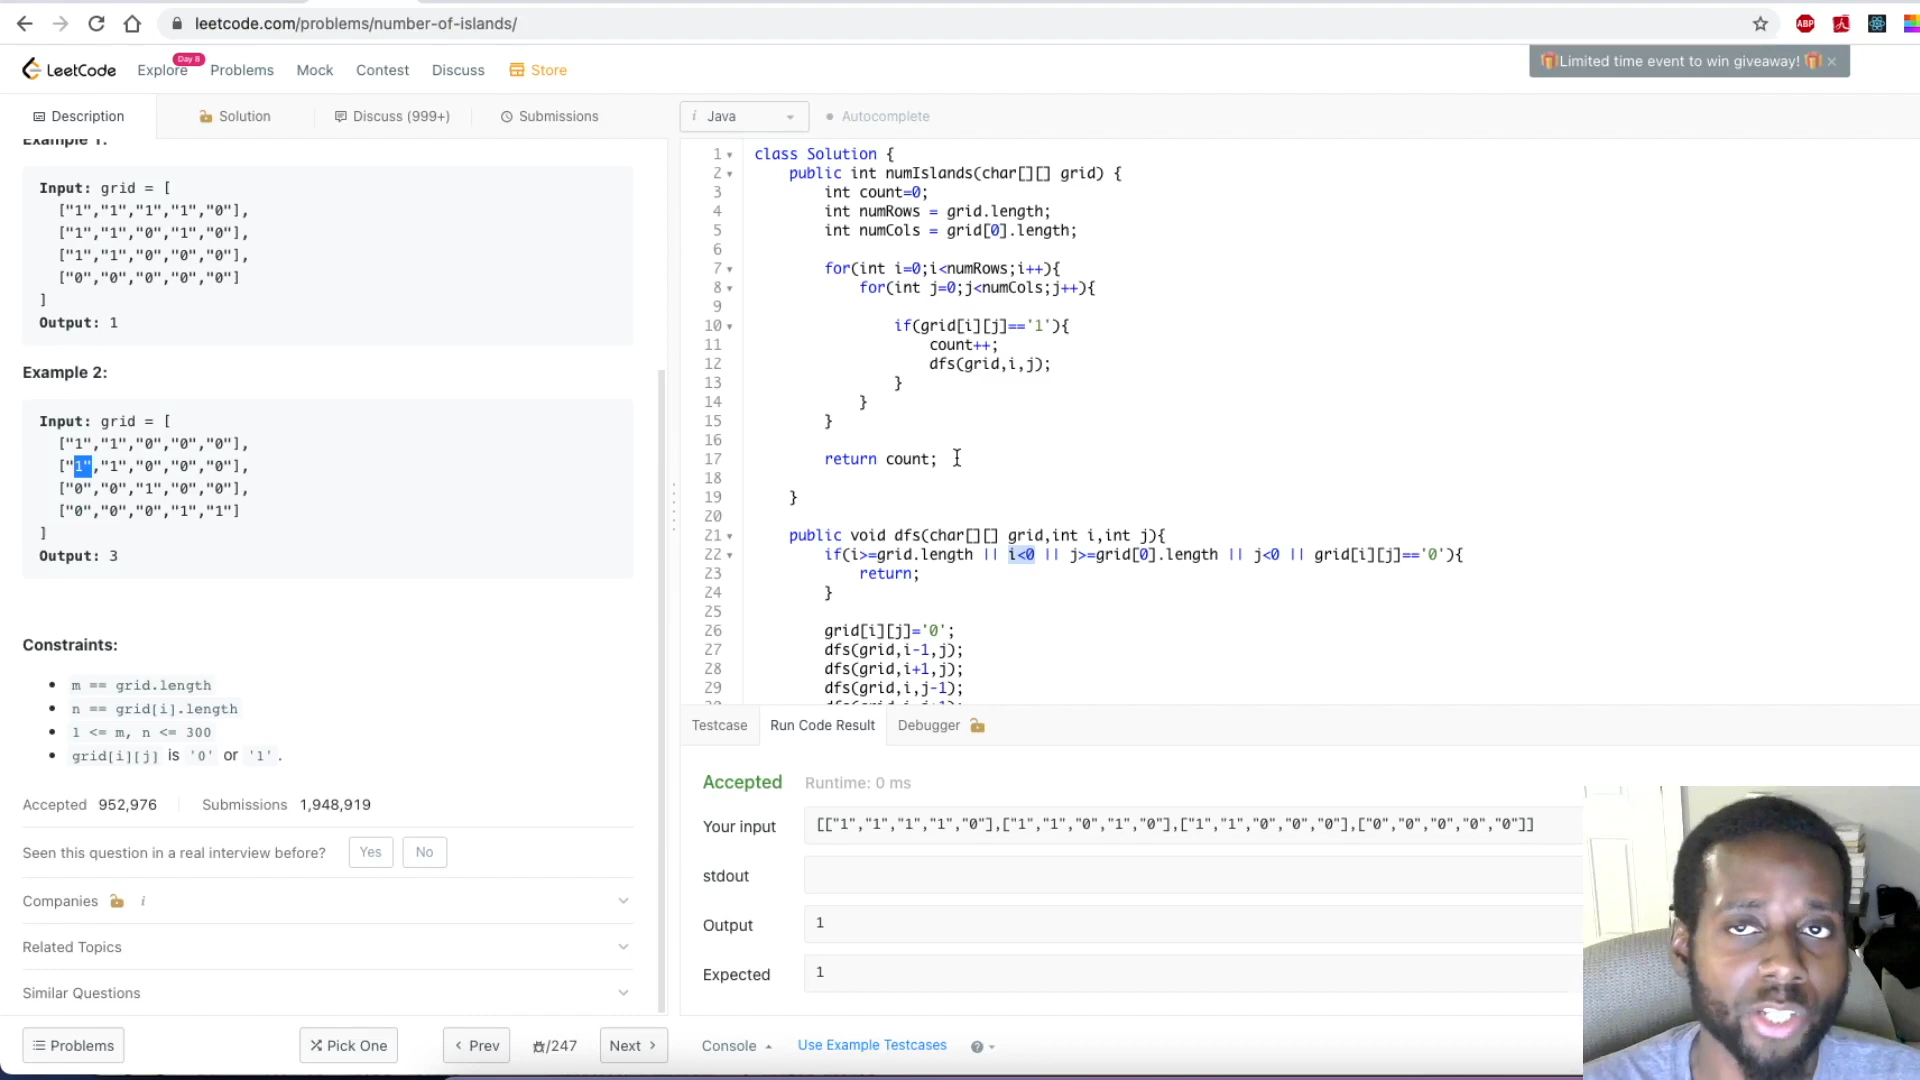 leetcode.com/problems/number-of-islands/
ABP
LeetCode
Explore
Day 8
Problems
Mock
Contest
Discuss
Store
🎁Limited time event to win giveaway! 🎁 ×
Description
Solution
Discuss (999+)
Submissions
i Java
Autocomplete
Example 1:
Input: grid = [
["1","1","1","1","0"],
["1","1","0","1","0"],
["1","1","0","0","0"],
["0","0","0","0","0"]
]
Output: 1
Example 2:
Input: grid = [
["1","1","0","0","0"],
["1","1","0","0","0"],
["0","0","1","0","0"],
["0","0","0","1","1"]
]
Output: 3
Constraints:
• m == grid.length
• n == grid[i].length
• 1 <= m, n <= 300
• grid[i][j] is '0' or '1'.
Accepted 952,976
Submissions 1,948,919
Seen this question in a real interview before?
Yes
No
Companies i
Related Topics
Similar Questions
Problems
Pick One
Prev
/247
Next
1 class Solution {
2 public int numIslands(char[][] grid) {
3 int count=0;
4 int numRows = grid.length;
5 int numCols = grid[0].length;
6
7 for(int i=0;i<numRows;i++){
8 for(int j=0;j<numCols;j++){
9
10 if(grid[i][j]=='1'){
11 count++;
12 dfs(grid,i,j);
13 }
14 }
15 }
16
17 return count;
18
19 }
20
21 public void dfs(char[][] grid,int i,int j){
22 if(i>=grid.length || i<0 || j>=grid[0].length || j<0 || grid[i][j]=='0'){
23 return;
24 }
25
26 grid[i][j]='0';
27 dfs(grid,i-1,j);
28 dfs(grid,i+1,j);
29 dfs(grid,i,j-1);
Testcase
Run Code Result
Debugger
Accepted
Runtime: 0 ms
Your input
[["1","1","1","1","0"],["1","1","0","1","0"],["1","1","0","0","0"],["0","0","0","0","0"]]
stdout
Output
1
Expected
1
Console
Use Example Testcases
?